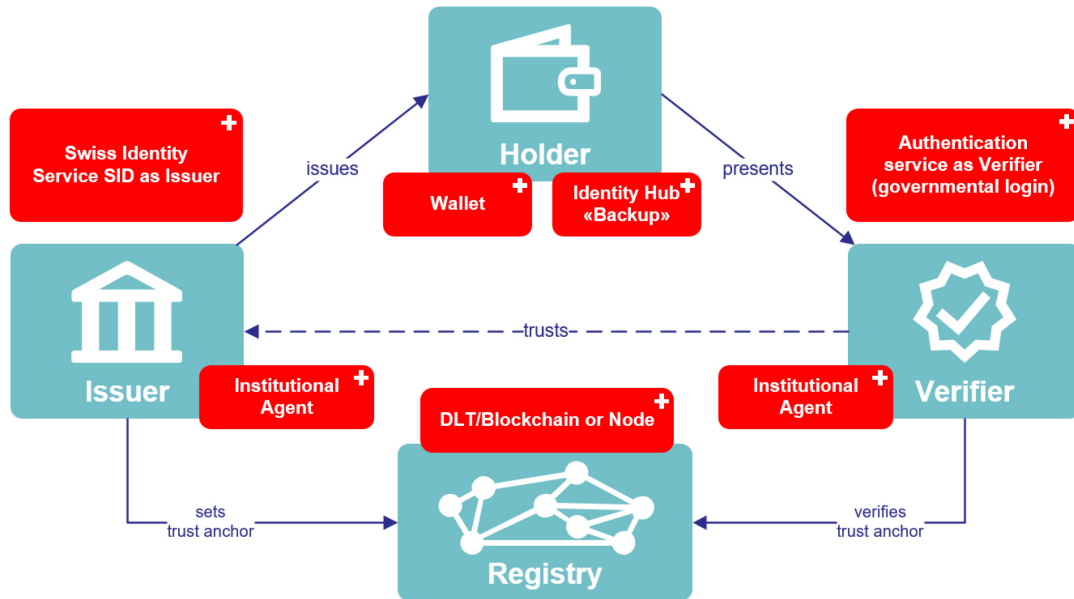 Holder
Swiss Identity
Service SID as Issuer
Authentication
service as Verifier
(governmental login)
issues
presents
Wallet
Identity Hub
«Backup»
trusts
Issuer
Institutional
Agent
Institutional
Agent
Verifier
DLT/Blockchain or Node
sets
trust anchor
verifies
trust anchor
Registry